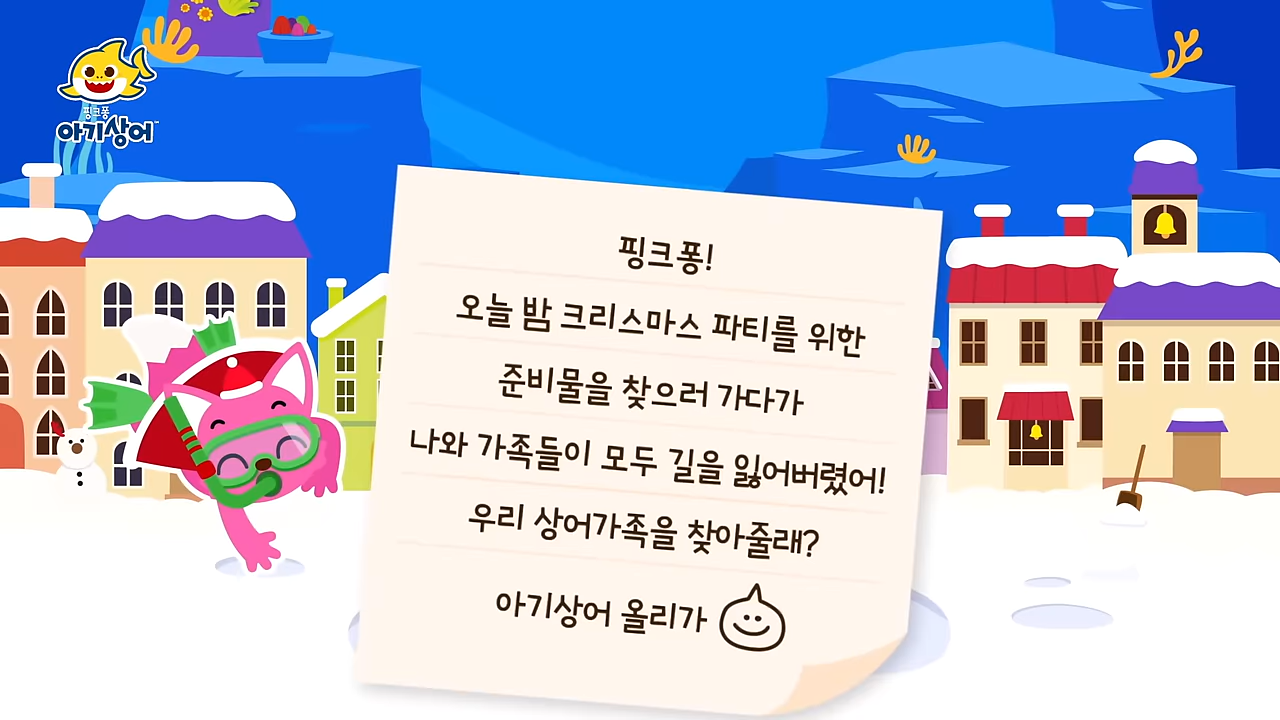 핑크퐁
아기상어™
핑크퐁!
오늘 밤 크리스마스 파티를 위한
준비물을 찾으러 가다가
나와 가족들이 모두 길을 잃어버렸어!
우리 상어가족을 찾아줄래?
아기상어 올리가